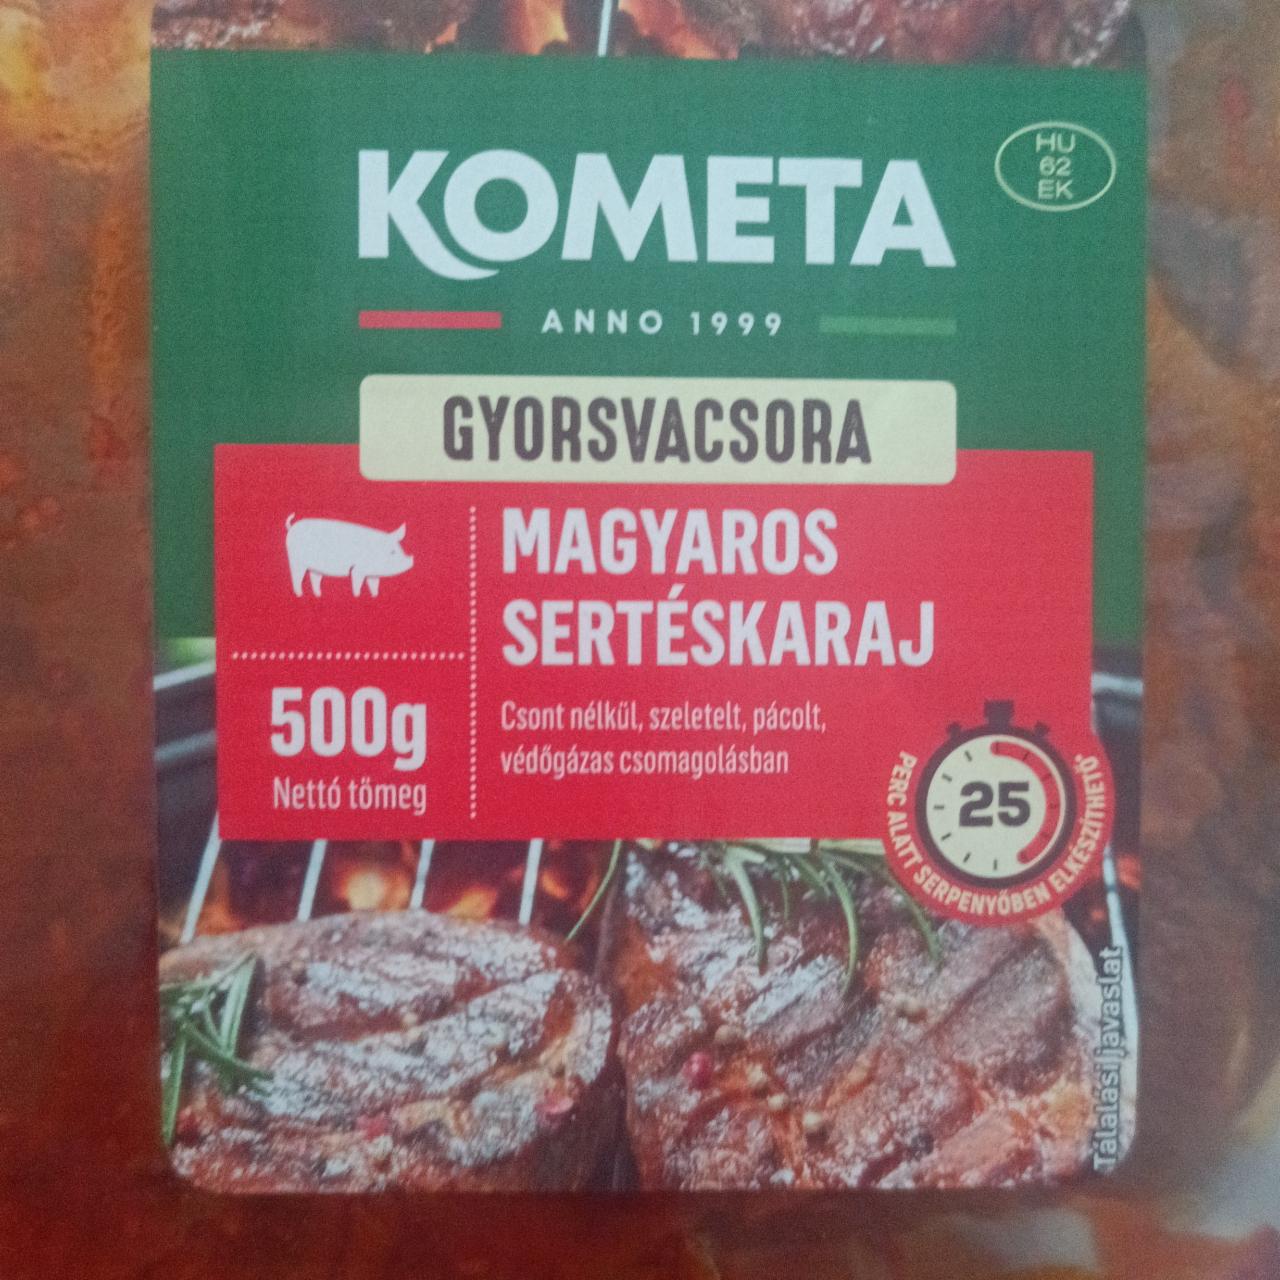 KOMETA
HU
62
EK
ANNO 1999
GYORSVACSORA
MAGYAROS
SERTÉSKARAJ
500g
Nettó tömeg
Csont nélkül, szeletelt, pácolt,
védőgázas csomagolásban
25
PERC ALATT SERPENYŐBEN ELKÉSZÍTHETŐ*
Tálalási javaslat